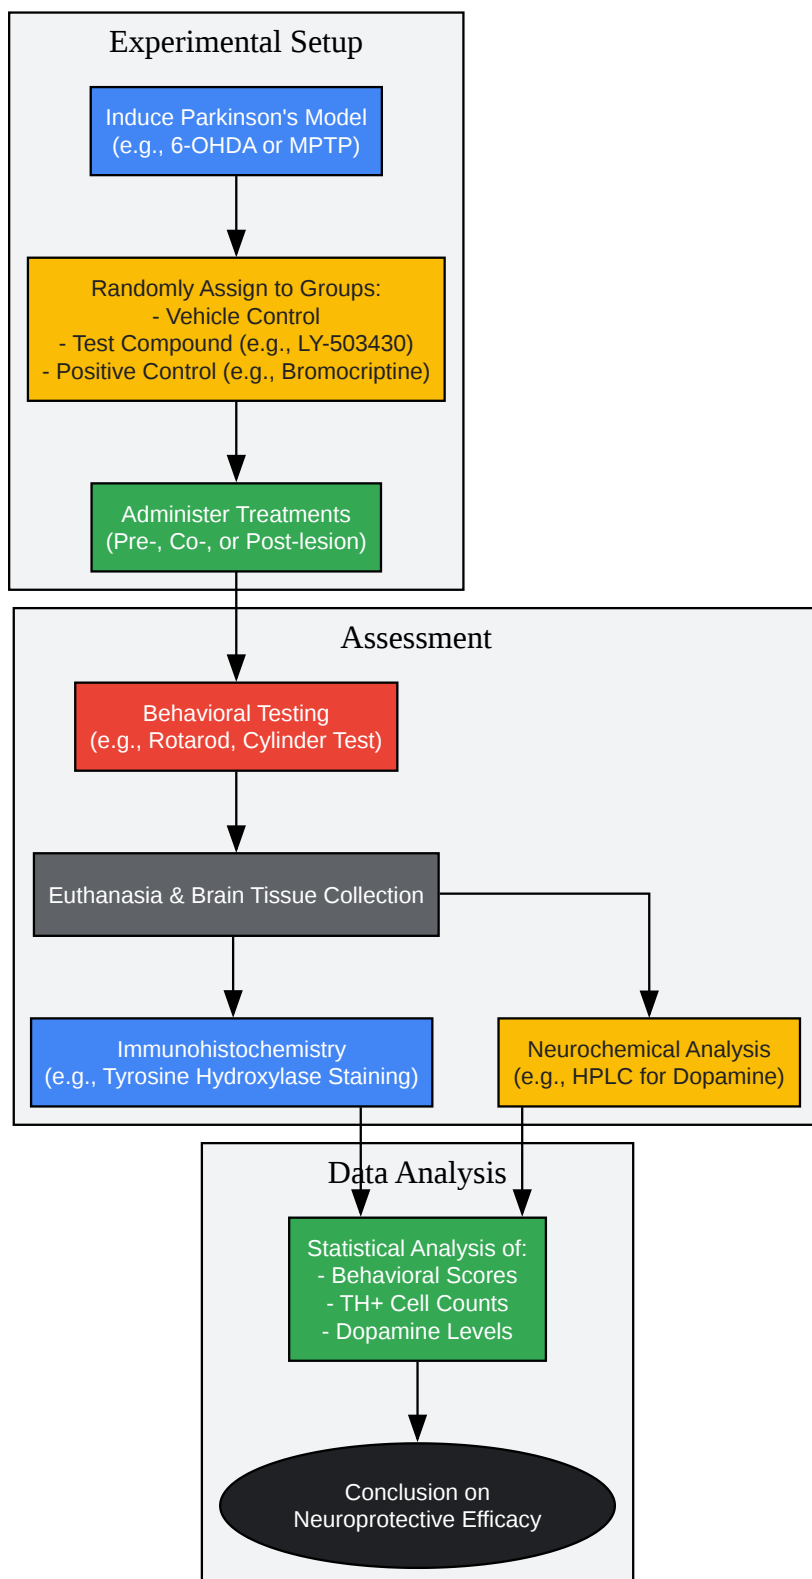 Experimental Setup
Induce Parkinson's Model
(e.g., 6-OHDA or MPTP)
Randomly Assign to Groups:
- Vehicle Control
- Test Compound (e.g., LY-503430)
- Positive Control (e.g., Bromocriptine)
Administer Treatments
(Pre-, Co-, or Post-lesion)
Assessment
Behavioral Testing
(e.g., Rotarod, Cylinder Test)
Euthanasia & Brain Tissue Collection
Immunohistochemistry
(e.g., Tyrosine Hydroxylase Staining)
Neurochemical Analysis
(e.g., HPLC for Dopamine)
Data Analysis
Statistical Analysis of:
- Behavioral Scores
- TH+ Cell Counts
- Dopamine Levels
Conclusion on
Neuroprotective Efficacy